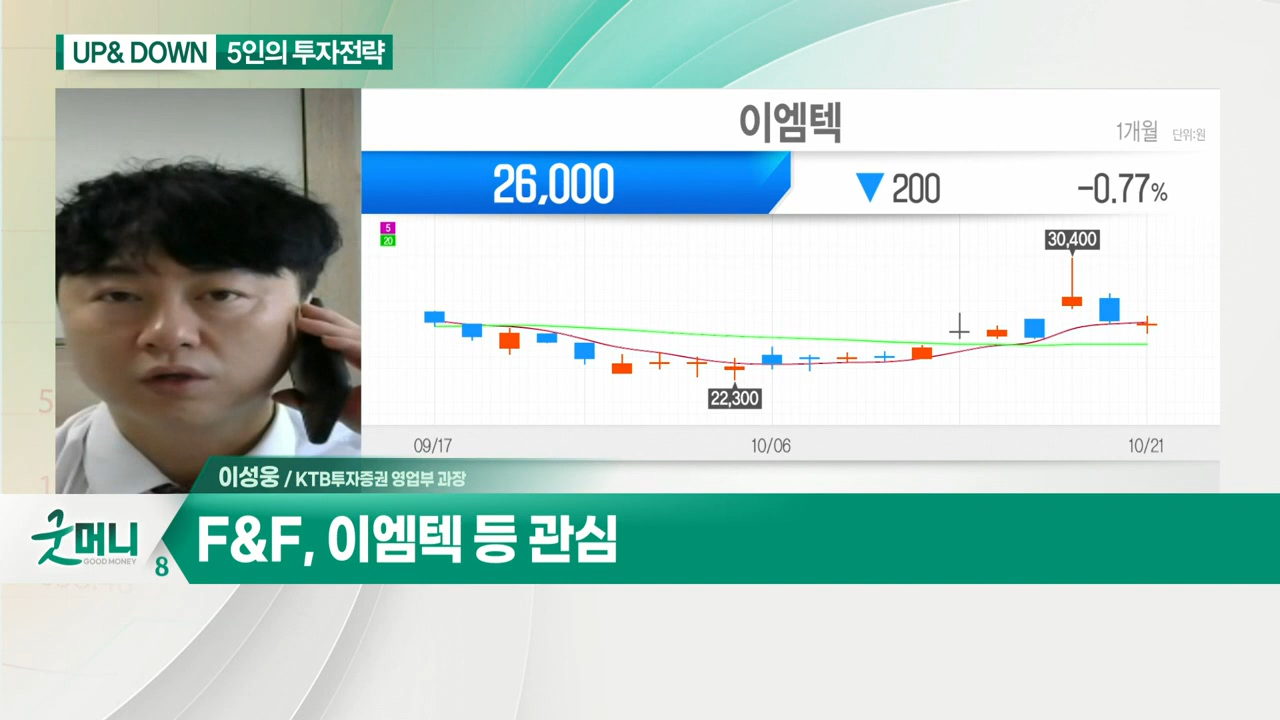 UP& DOWN 5인의 투자전략
이엠텍
1개월 단위:원
26,000 ▼ 200 -0.77%
5
20
30,400
22,300
09/17 10/06 10/21
이성웅 / KTB투자증권 영업부 과장
굿머니 GOOD MONEY 8
F&F, 이엠텍 등 관심